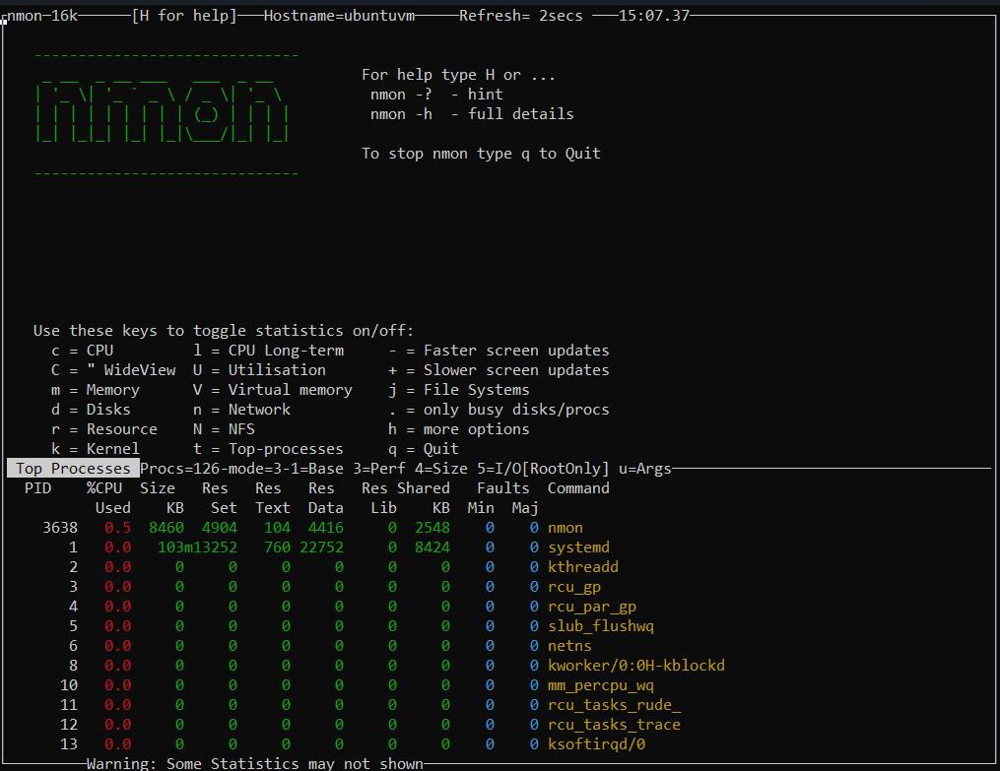 nmon─16k──────[H for help]───Hostname=ubuntuvm─────Refresh= 2secs ───15:07.37
------------------------------
 _ __  _ __ ___   ___  _ __
| '_ \| '_ ` _ \ / _ \| '_ \
| | | | | | | | | (_) | | | |
|_| |_|_| |_| |_|\___/|_| |_|
------------------------------
For help type H or ...
nmon -?  - hint
nmon -h  - full details
To stop nmon type q to Quit
Use these keys to toggle statistics on/off:
c = CPU         l = CPU Long-term     - = Faster screen updates
C = " WideView  U = Utilisation       + = Slower screen updates
m = Memory      V = Virtual memory    j = File Systems
d = Disks       n = Network           . = only busy disks/procs
r = Resource    N = NFS               h = more options
k = Kernel      t = Top-processes     q = Quit
Top Processes Procs=126-mode=3-1=Base 3=Perf 4=Size 5=I/O[RootOnly] u=Args
PID    %CPU  Size   Res   Res   Res   Res Shared   Faults  Command
Used    KB   Set  Text  Data   Lib    KB  Min  Maj
3638   0.5  8460  4904   104  4416     0  2548    0    0 nmon
1   0.0   103m13252   760 22752     0  8424    0    0 systemd
2   0.0     0     0     0     0     0     0    0    0 kthreadd
3   0.0     0     0     0     0     0     0    0    0 rcu_gp
4   0.0     0     0     0     0     0     0    0    0 rcu_par_gp
5   0.0     0     0     0     0     0     0    0    0 slub_flushwq
6   0.0     0     0     0     0     0     0    0    0 netns
8   0.0     0     0     0     0     0     0    0    0 kworker/0:0H-kblockd
10   0.0     0     0     0     0     0     0    0    0 mm_percpu_wq
11   0.0     0     0     0     0     0     0    0    0 rcu_tasks_rude_
12   0.0     0     0     0     0     0     0    0    0 rcu_tasks_trace
13   0.0     0     0     0     0     0     0    0    0 ksoftirqd/0
Warning: Some Statistics may not shown